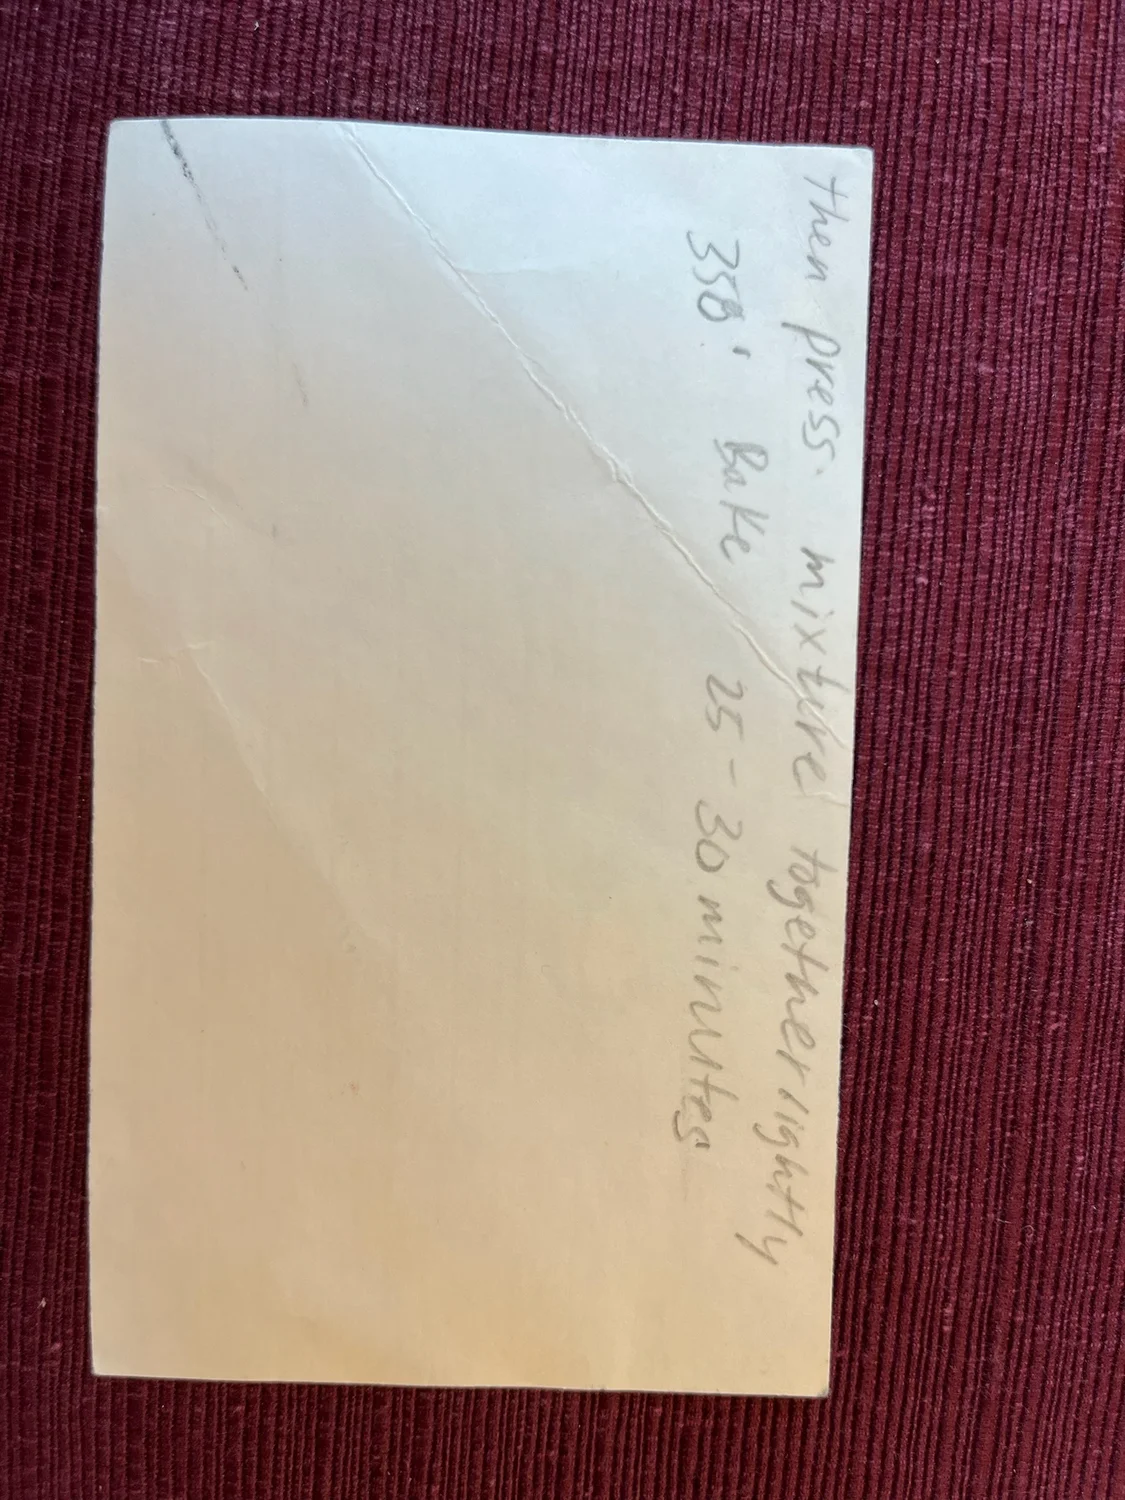 then press. mixture together lightly
350° Bake 25-30 minutes